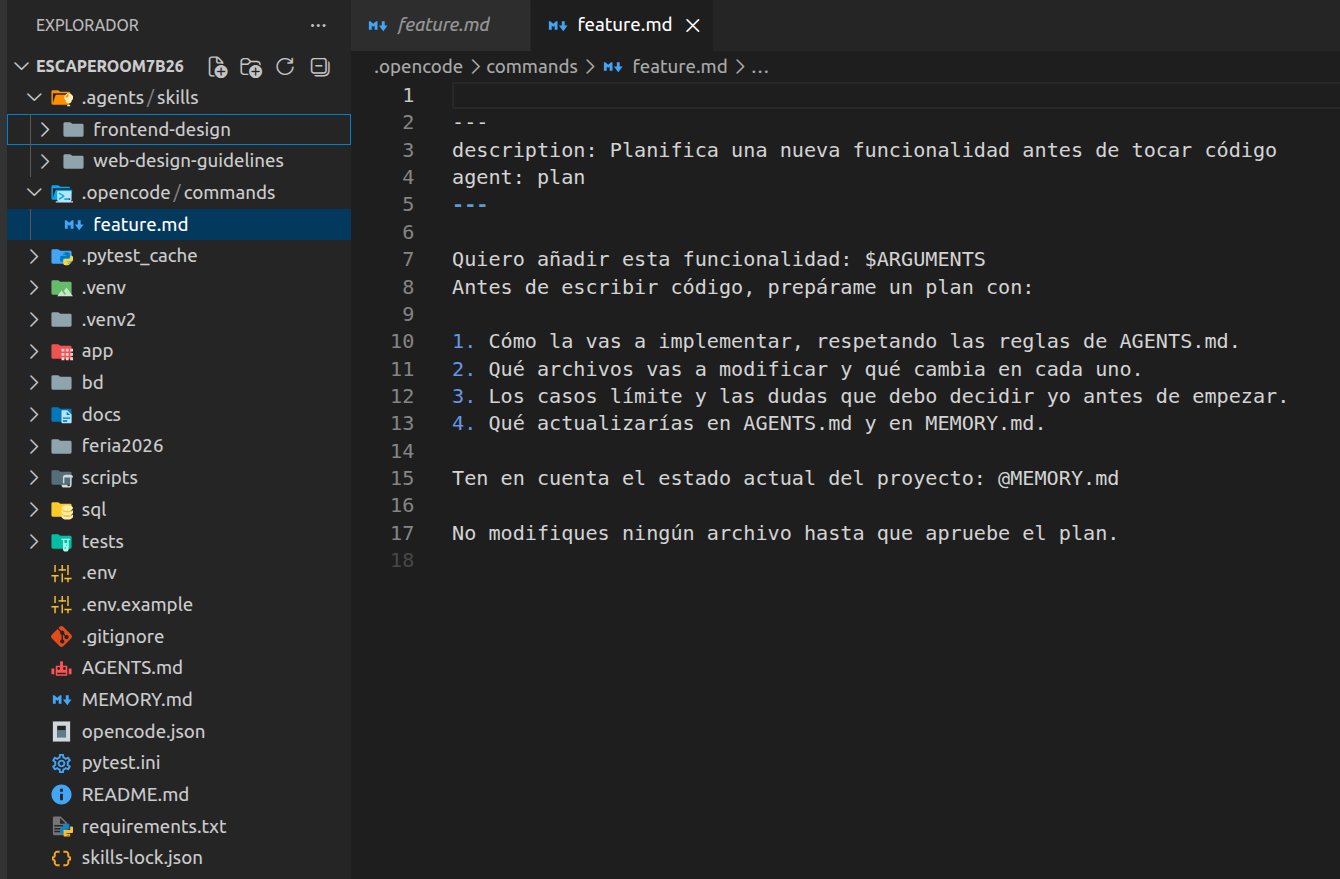 EXPLORADOR
ESCAPEROOM7B26
.agents / skills
frontend-design
web-design-guidelines
.opencode / commands
feature.md
.pytest_cache
.venv
.venv2
app
bd
docs
feria2026
scripts
sql
tests
.env
.env.example
.gitignore
AGENTS.md
MEMORY.md
opencode.json
pytest.ini
README.md
requirements.txt
skills-lock.json
feature.md
feature.md
.opencode > commands > feature.md > ...
1
2 ---
3 description: Planifica una nueva funcionalidad antes de tocar código
4 agent: plan
5 ---
6
7 Quiero añadir esta funcionalidad: $ARGUMENTS
8 Antes de escribir código, prepárame un plan con:
9
10 1. Cómo la vas a implementar, respetando las reglas de AGENTS.md.
11 2. Qué archivos vas a modificar y qué cambia en cada uno.
12 3. Los casos límite y las dudas que debo decidir yo antes de empezar.
13 4. Qué actualizarías en AGENTS.md y en MEMORY.md.
14
15 Ten en cuenta el estado actual del proyecto: @MEMORY.md
16
17 No modifiques ningún archivo hasta que apruebe el plan.
18